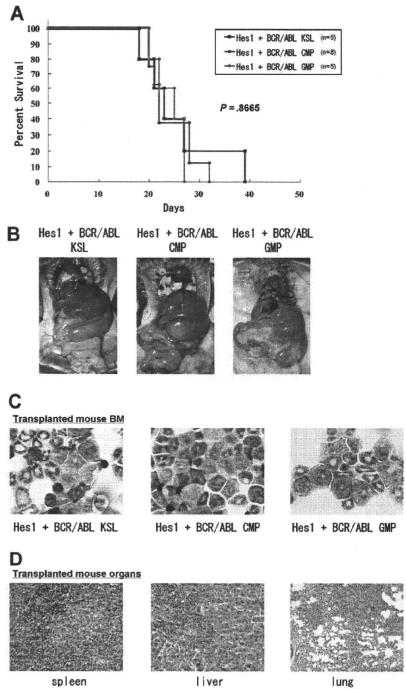 A
Hes1 + BCR/ABL KSL (n=5)
Hes1 + BCR/ABL CMP (n=8)
Hes1 + BCR/ABL GMP (n=5)
P = .8665
Percent Survival
100
90
80
70
60
50
40
30
20
10
0
0 10 20 30 40 50
Days
B
Hes1 + BCR/ABL Hes1 + BCR/ABL Hes1 + BCR/ABL
KSL CMP GMP
C
Transplanted mouse BM
Hes1 + BCR/ABL KSL Hes1 + BCR/ABL CMP Hes1 + BCR/ABL GMP
D
Transplanted mouse organs
spleen liver lung